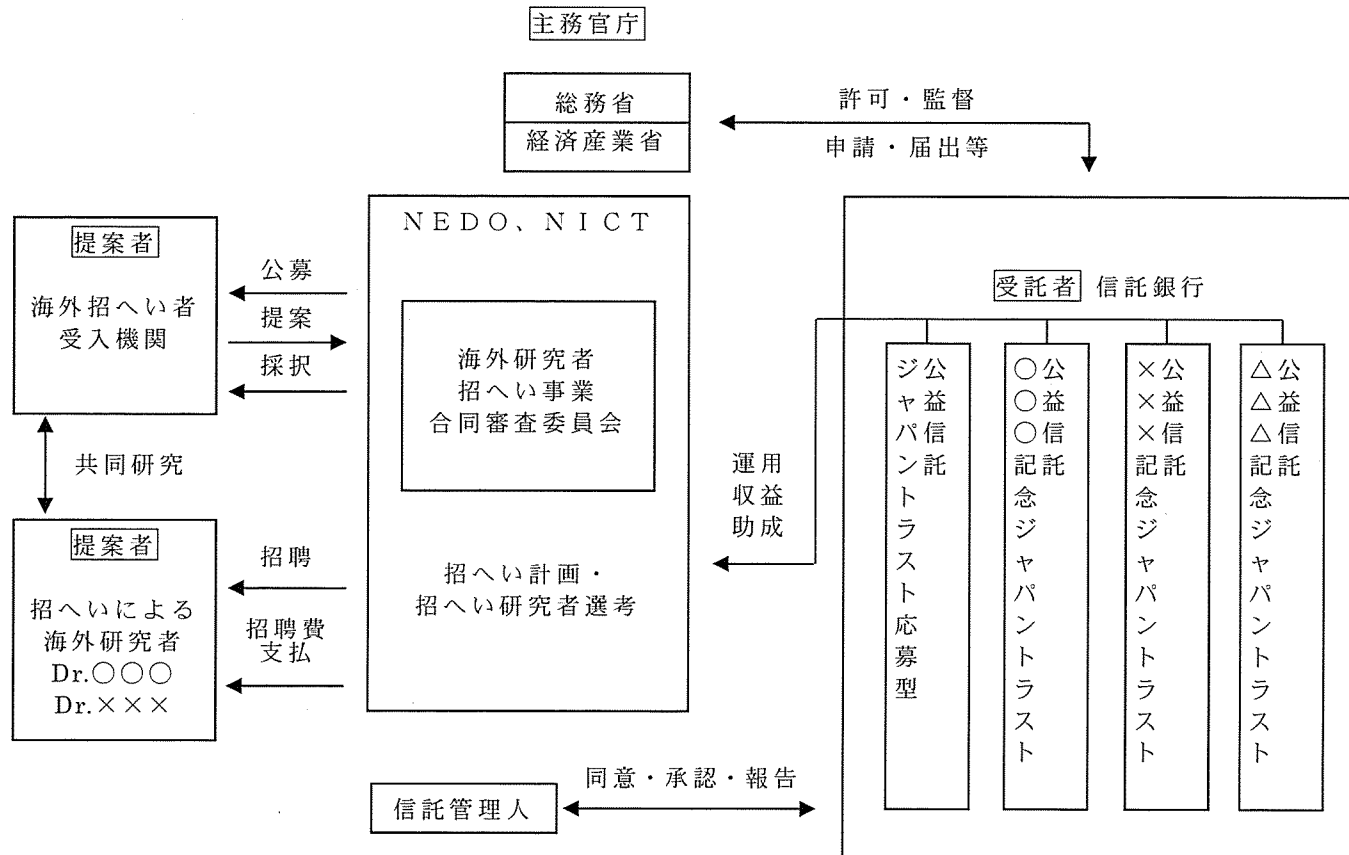 主務官庁
総務省
経済産業省
許可・監督
申請・届出等
提案者
海外招へい者
受入機関
公募
提案
採択
共同研究
提案者
招へいによる
海外研究者
Dr.○○○
Dr.×××
招聘
招聘費
支払
NEDO、NICT
海外研究者
招へい事業
合同審査委員会
招へい計画・
招へい研究者選考
運用
収益
助成
受託者 信託銀行
公益信託
ジャパントラスト応募型
公益信託
○○○記念ジャパントラスト
公益信託
×××記念ジャパントラスト
公益信託
△△△記念ジャパントラスト
信託管理人
同意・承認・報告